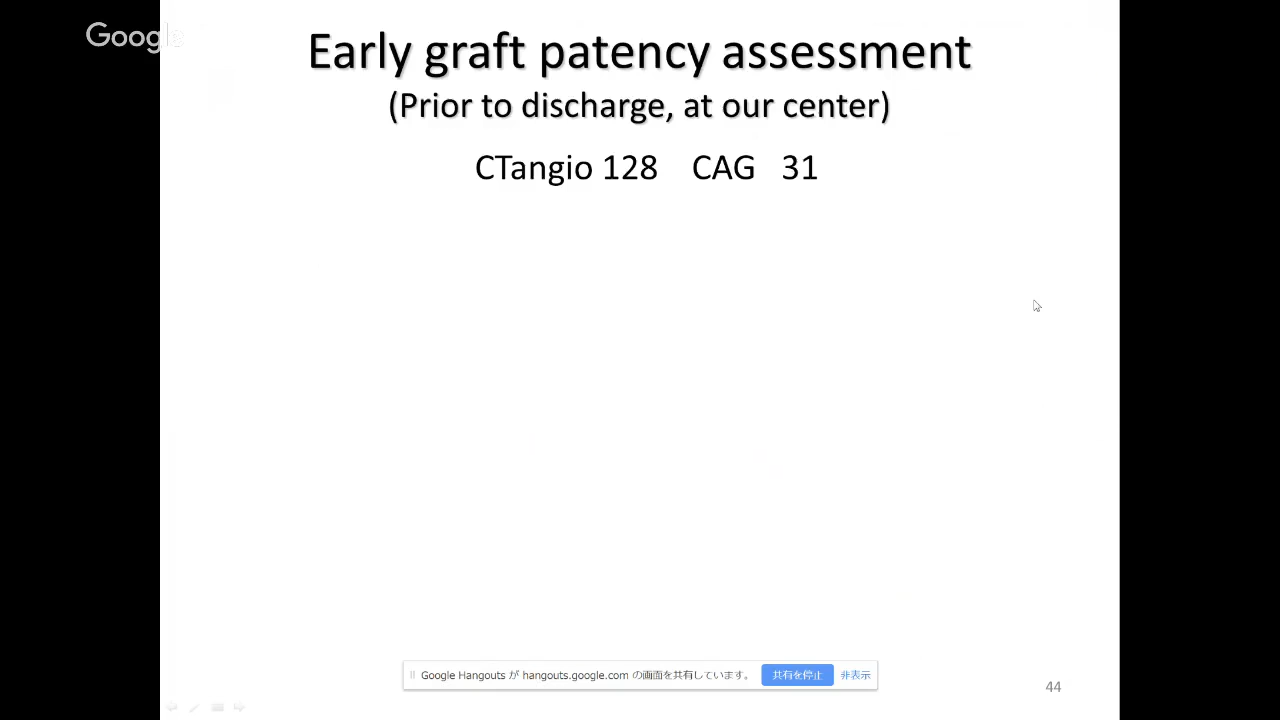 Google
Early graft patency assessment
(Prior to discharge, at our center)
CTangio 128 CAG 31
Google Hangouts が hangouts.google.com の画面を共有しています。 共有を停止 非表示
44